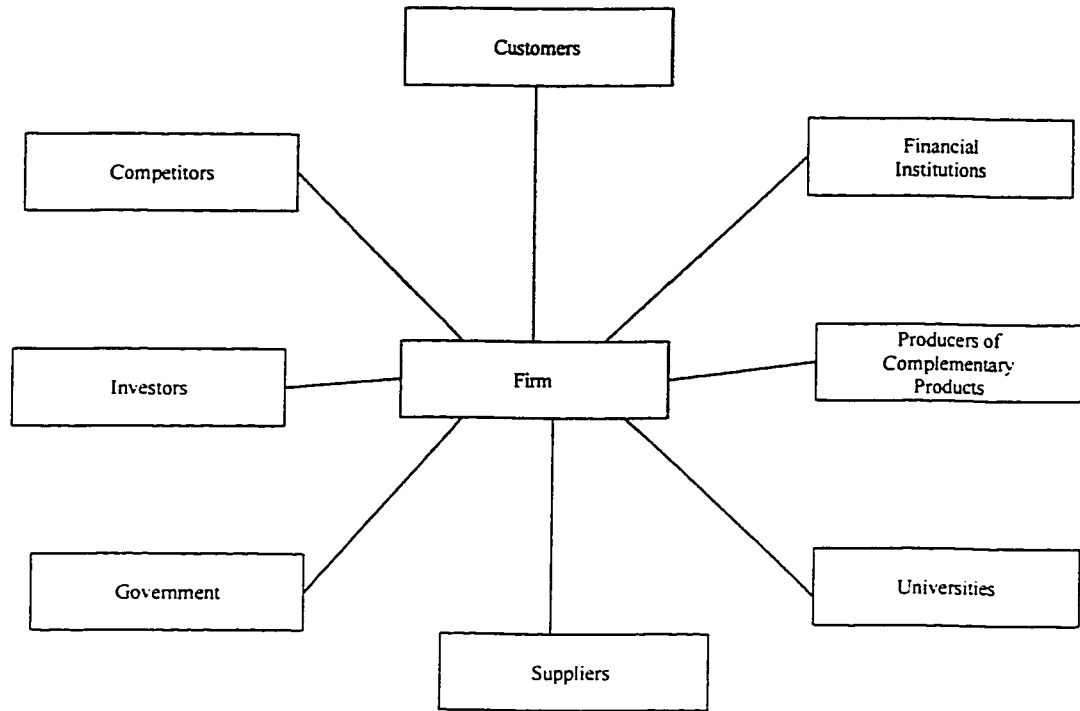 Customers
Competitors
Financial
Institutions
Investors
Firm
Producers of
Complementary
Products
Government
Universities
Suppliers